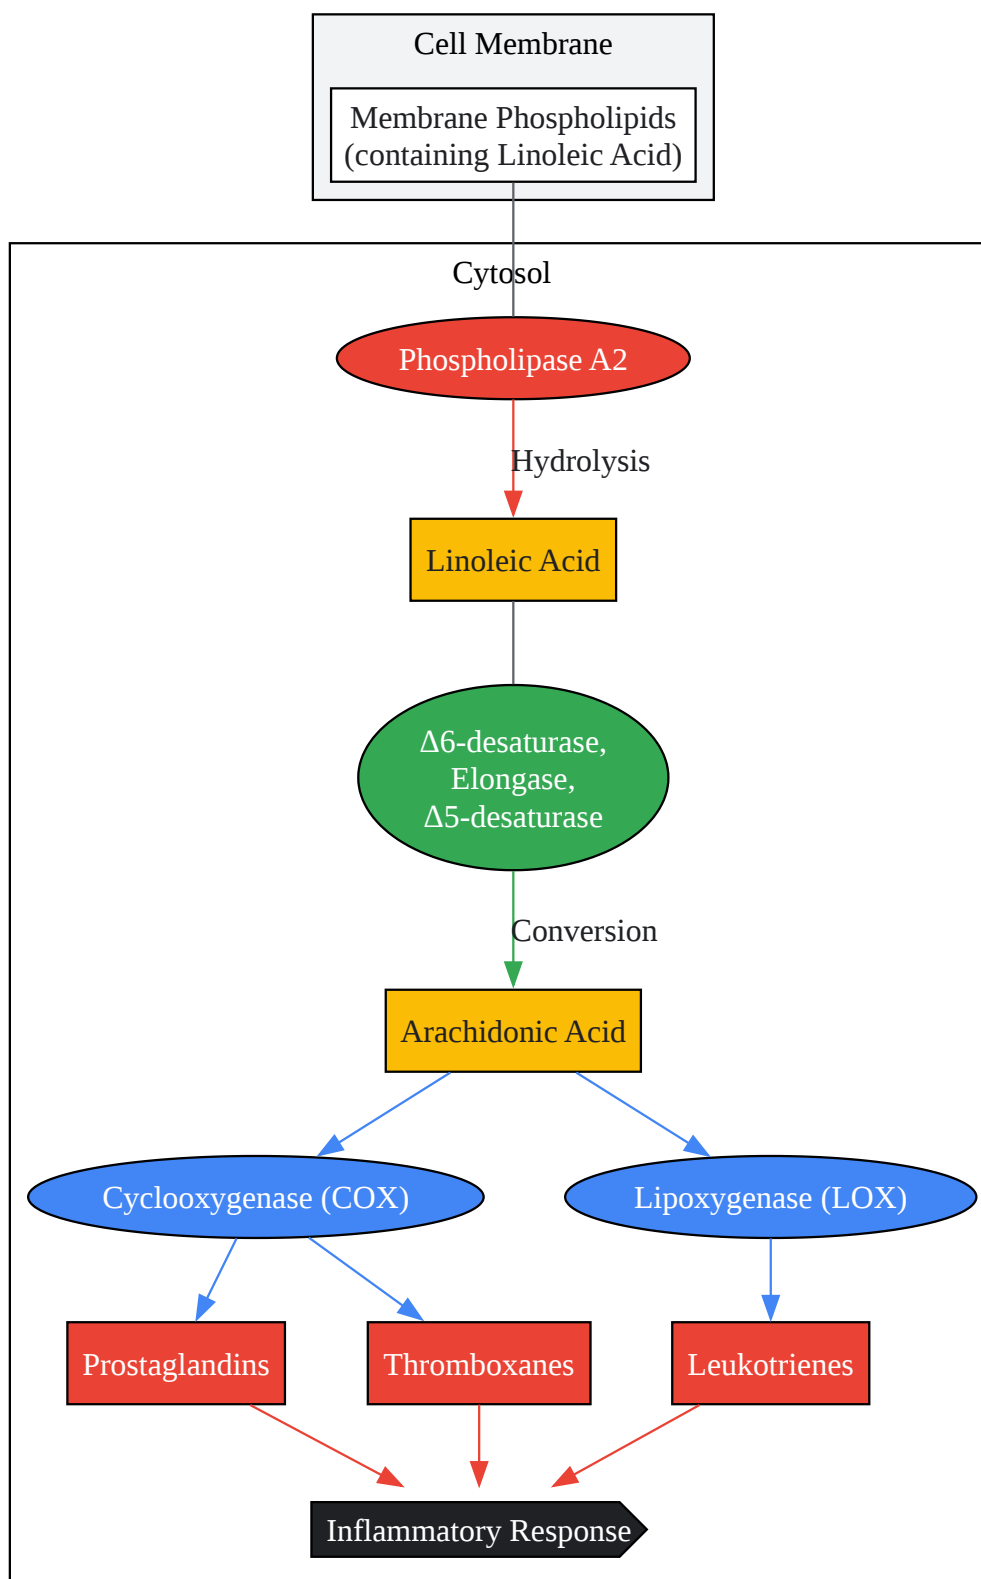 Cell Membrane
Membrane Phospholipids
(containing Linoleic Acid)
Cytosol
Phospholipase A2
Hydrolysis
Linoleic Acid
Δ6-desaturase,
Elongase,
Δ5-desaturase
Conversion
Arachidonic Acid
Cyclooxygenase (COX)
Lipoxygenase (LOX)
Prostaglandins
Thromboxanes
Leukotrienes
Inflammatory Response